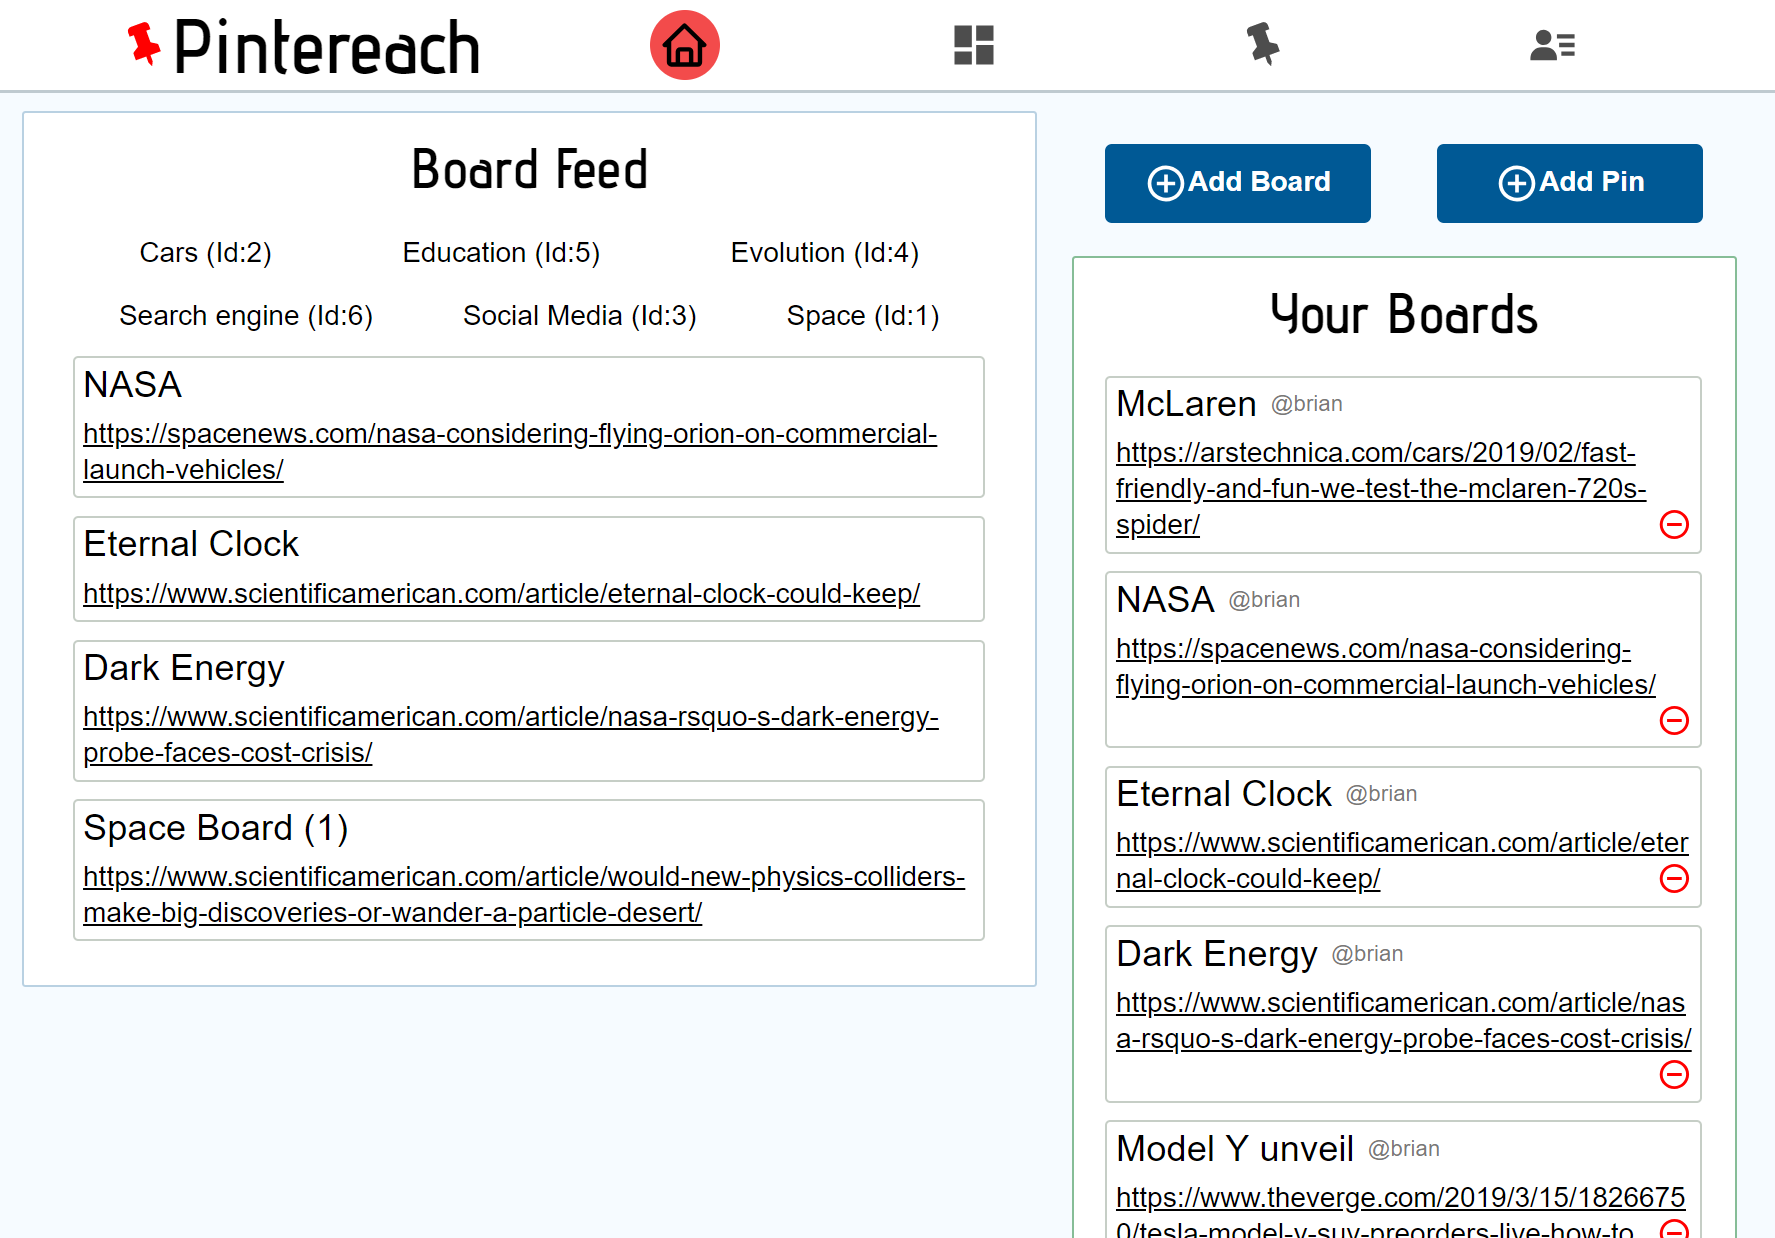 Pintereach
Board Feed
Cars (Id:2) Education (Id:5) Evolution (Id:4)
Search engine (Id:6) Social Media (Id:3) Space (Id:1)
NASA
https://spacenews.com/nasa-considering-flying-orion-on-commercial-
launch-vehicles/
Eternal Clock
https://www.scientificamerican.com/article/eternal-clock-could-keep/
Dark Energy
https://www.scientificamerican.com/article/nasa-rsquo-s-dark-energy-
probe-faces-cost-crisis/
Space Board (1)
https://www.scientificamerican.com/article/would-new-physics-colliders-
make-big-discoveries-or-wander-a-particle-desert/
Add Board Add Pin
Your Boards
McLaren @brian
https://arstechnica.com/cars/2019/02/fast-
friendly-and-fun-we-test-the-mclaren-720s-
spider/
NASA @brian
https://spacenews.com/nasa-considering-
flying-orion-on-commercial-launch-vehicles/
Eternal Clock @brian
https://www.scientificamerican.com/article/eter
nal-clock-could-keep/
Dark Energy @brian
https://www.scientificamerican.com/article/nas
a-rsquo-s-dark-energy-probe-faces-cost-crisis/
Model Y unveil @brian
https://www.theverge.com/2019/3/15/1826675
0/tesla-model-y-suv-preorders-live-how-to